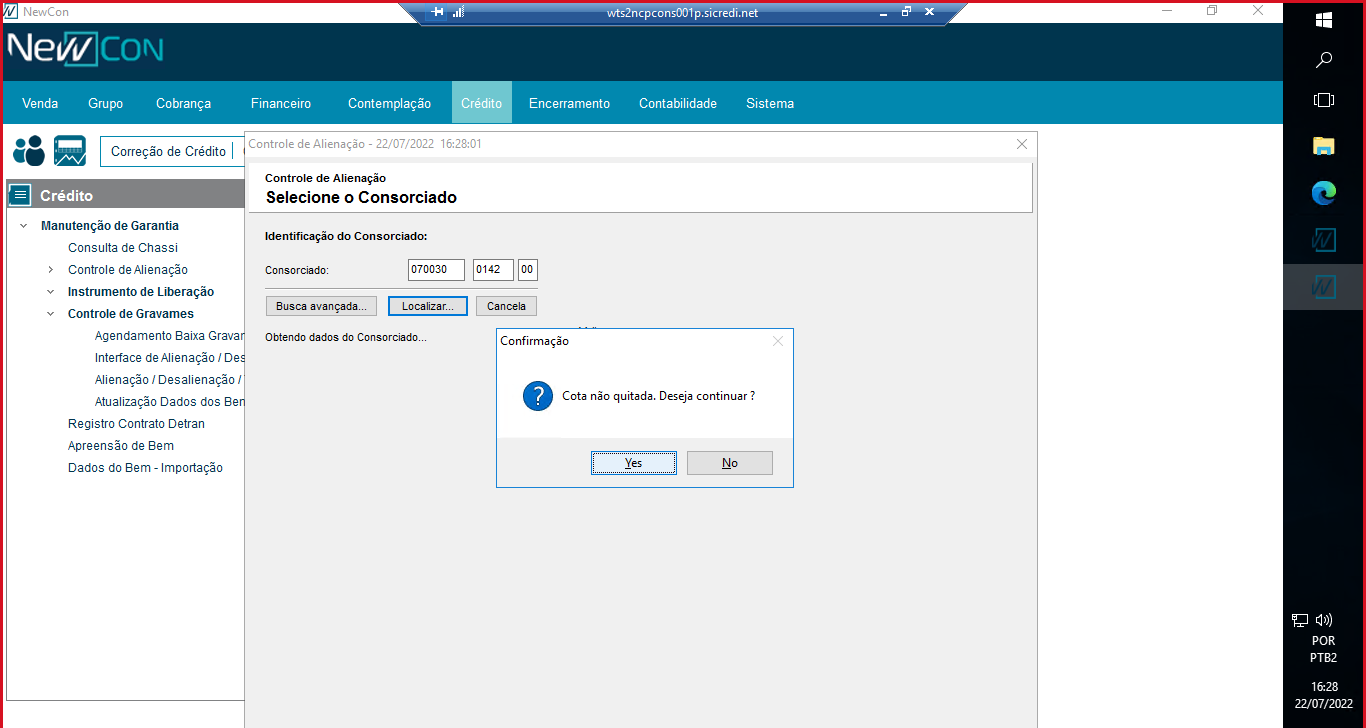 NewCon
wts2ncpcons001p.sicredi.net
NewCon
Venda Grupo Cobrança Financeiro Contemplação Crédito Encerramento Contabilidade Sistema
Correção de Crédito
Controle de Alienação - 22/07/2022 16:28:01
Controle de Alienação
Selecione o Consorciado
Crédito
Manutenção de Garantia
Consulta de Chassi
Controle de Alienação
Instrumento de Liberação
Controle de Gravames
Agendamento Baixa Gravar
Interface de Alienação / Des
Alienação / Desalienação /
Atualização Dados dos Ben
Registro Contrato Detran
Apreensão de Bem
Dados do Bem - Importação
Identificação do Consorciado:
Consorciado: 070030 0142 00
Busca avançada... Localizar... Cancela
Obtendo dados do Consorciado...
Confirmação
Cota não quitada. Deseja continuar ?
Yes No
POR
PTB2
16:28
22/07/2022